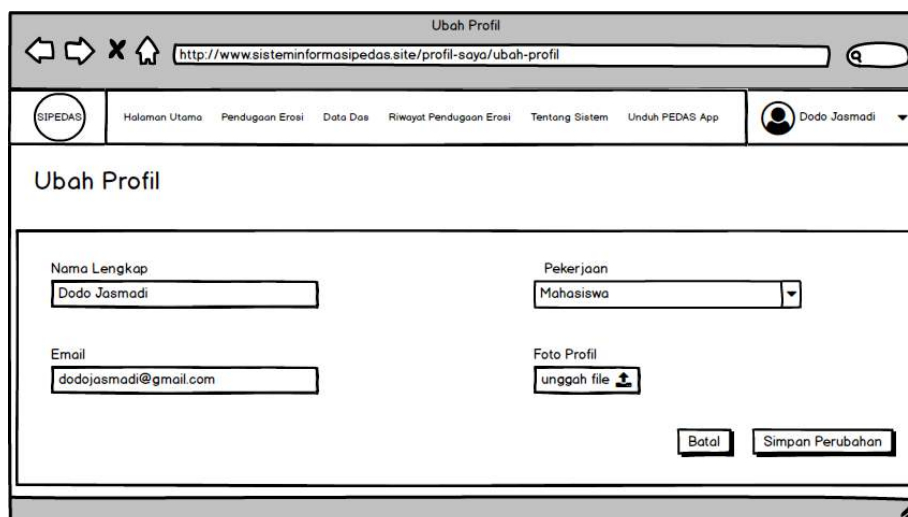 Ubah Profil
http://www.sisteminformasipedas.site/profil-saya/ubah-profil
SIPEDAS Halaman Utama Pendugaan Erosi Data Das Riwayat Pendugaan Erosi Tentang Sistem Unduh PEDAS App Dodo Jasmadi
Ubah Profil
Nama Lengkap Pekerjaan
Dodo Jasmadi Mahasiswa
Email Foto Profil
dodojasmadi@gmail.com unggah file
Batal Simpan Perubahan